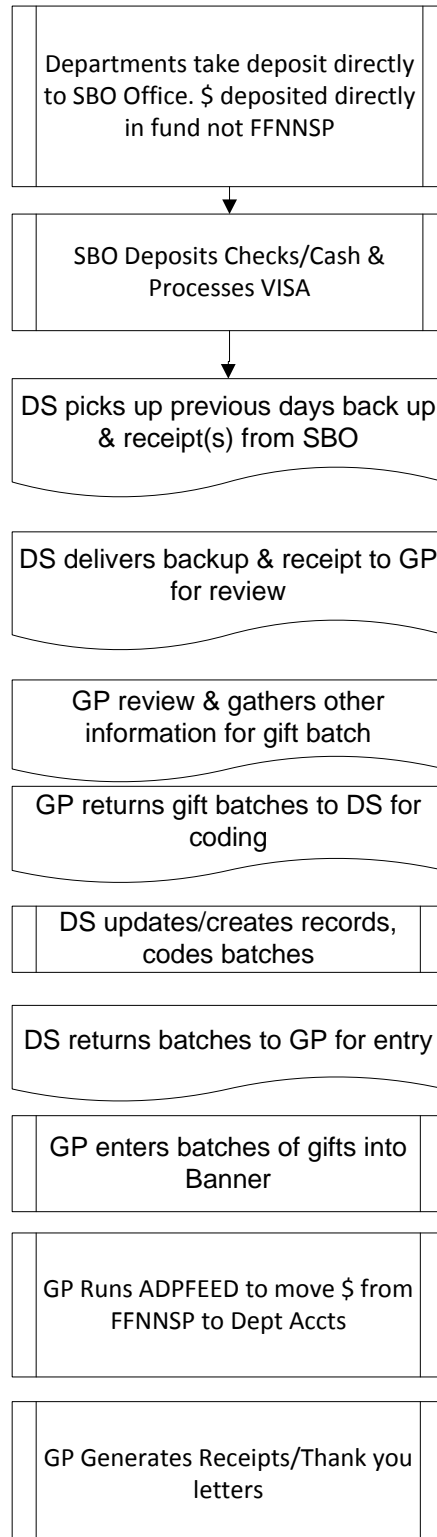 Departments take deposit directly
to SBO Office. $ deposited directly
in fund not FFNNSP
SBO Deposits Checks/Cash &
Processes VISA
DS picks up previous days back up
& receipt(s) from SBO
DS delivers backup & receipt to GP
for review
GP review & gathers other
information for gift batch
GP returns gift batches to DS for
coding
DS updates/creates records,
codes batches
DS returns batches to GP for entry
GP enters batches of gifts into
Banner
GP Runs ADPFEED to move $ from
FFNNSP to Dept Accts
GP Generates Receipts/Thank you
letters